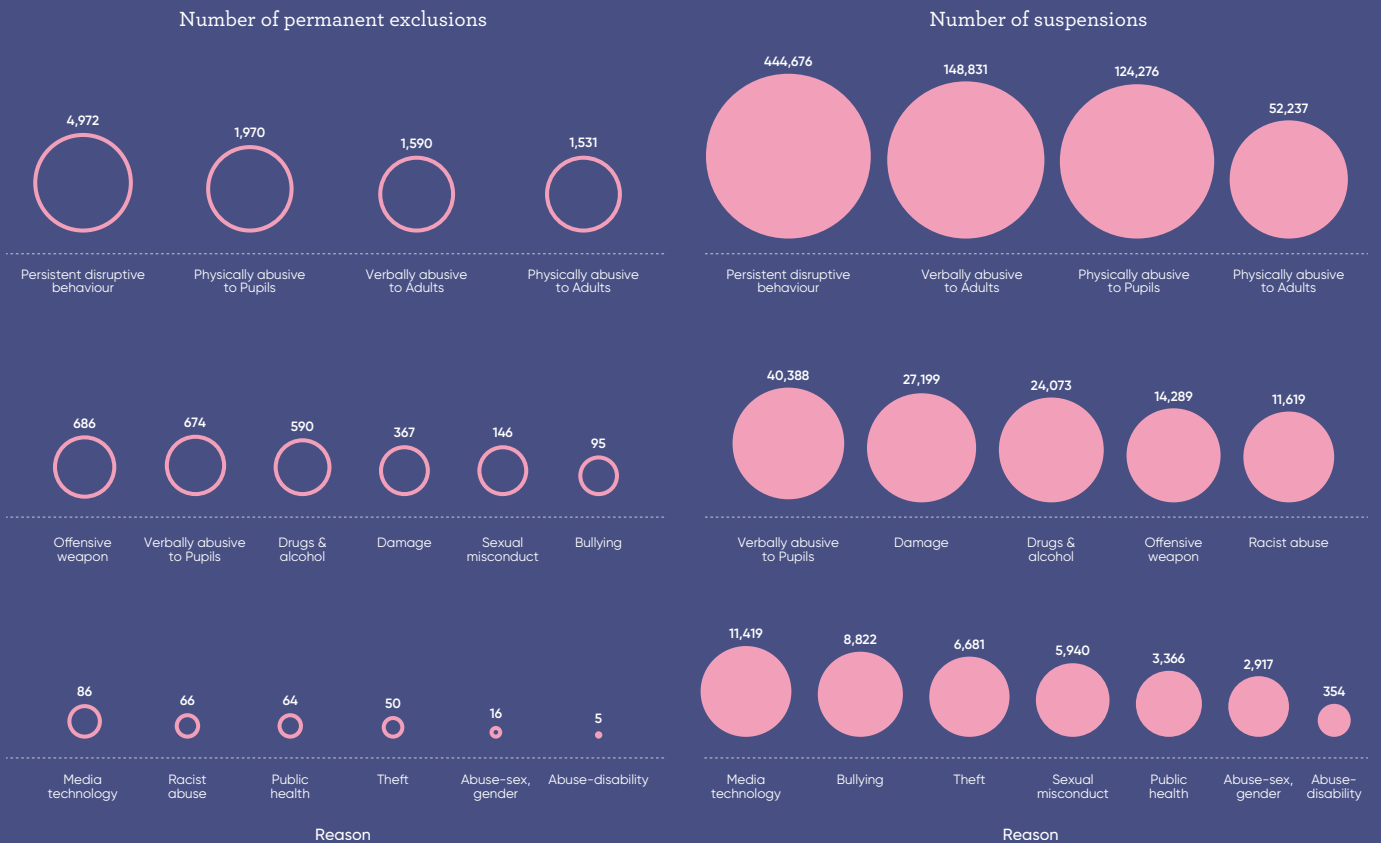 Number of permanent exclusions
4,972
1,970
1,590
1,531
Persistent disruptive
behaviour
Physically abusive
to Pupils
Verbally abusive
to Adults
Physically abusive
to Adults
686
674
590
367
146
95
Offensive
weapon
Verbally abusive
to Pupils
Drugs &
alcohol
Damage
Sexual
misconduct
Bullying
86
66
64
50
16
5
Media
technology
Racist
abuse
Public
health
Theft
Abuse-sex,
gender
Abuse-disability
Reason
Number of suspensions
444,676
148,831
124,276
52,237
Persistent disruptive
behaviour
Verbally abusive
to Adults
Physically abusive
to Pupils
Physically abusive
to Adults
40,388
27,199
24,073
14,289
11,619
Verbally abusive
to Pupils
Damage
Drugs &
alcohol
Offensive
weapon
Racist abuse
11,419
8,822
6,681
5,940
3,366
2,917
354
Media
technology
Bullying
Theft
Sexual
misconduct
Public
health
Abuse-sex,
gender
Abuse-
disability
Reason